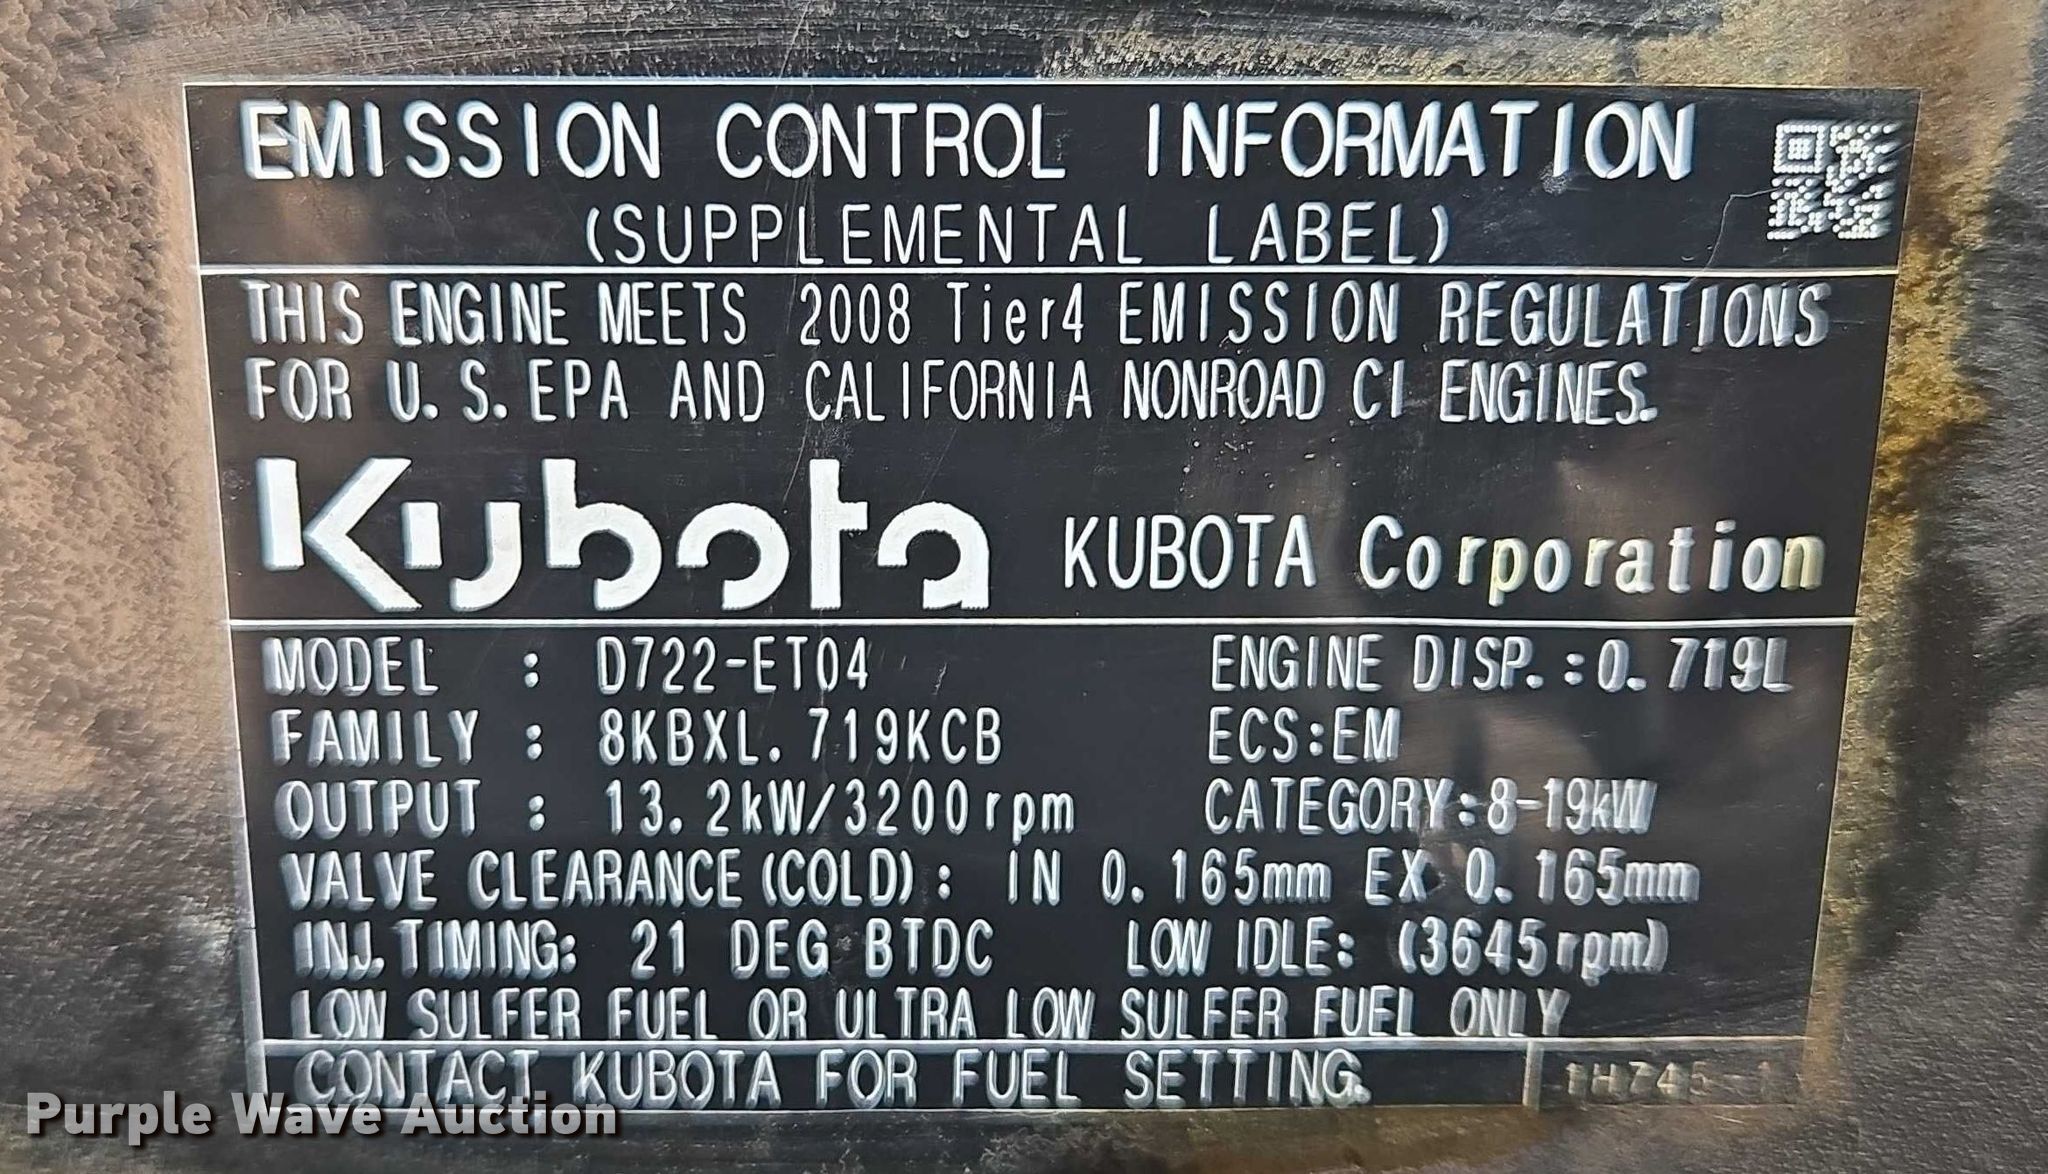 EMISSION CONTROL INFORMATION
(SUPPLEMENTAL LABEL)
THIS ENGINE MEETS 2008 Tier4 EMISSION REGULATIONS
FOR U.S.EPA AND CALIFORNIA NONROAD CI ENGINES.
Kubota KUBOTA Corporation
MODEL : D722-ET04 ENGINE DISP.:0.719L
FAMILY : 8KBXL.719KCB ECS:EM
OUTPUT : 13.2kW/3200rpm CATEGORY:8-19kW
VALVE CLEARANCE(COLD): IN 0.165mm EX 0.165mm
INJ.TIMING: 21 DEG BTDC LOW IDLE: (3645rpm)
LOW SULFER FUEL OR ULTRA LOW SULFER FUEL ONLY
CONTACT KUBOTA FOR FUEL SETTING. 1H745-1
Purple Wave Auction